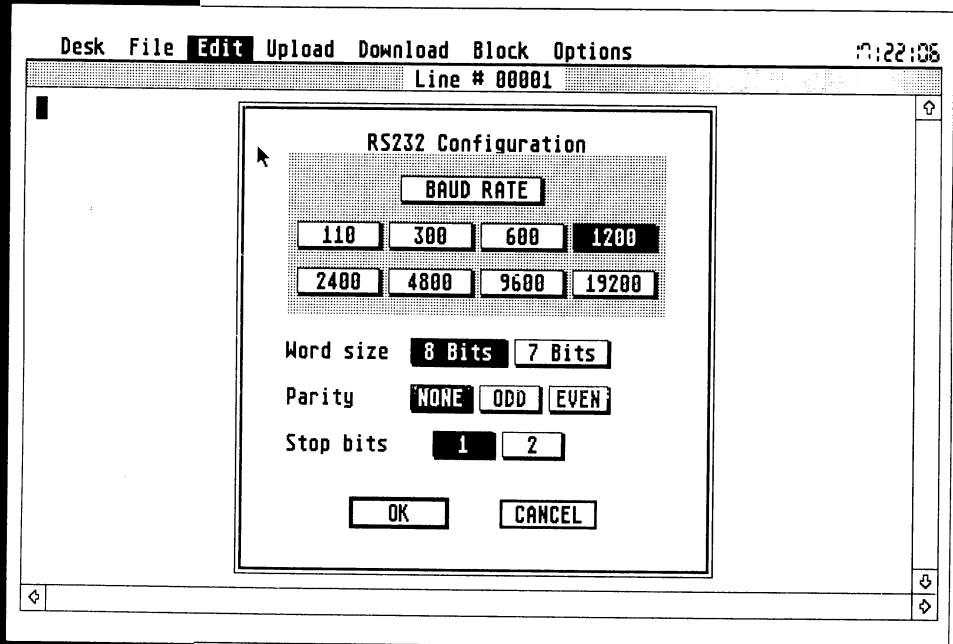 Desk File Edit Upload Download Block Options
Line # 00001
RS232 Configuration
BAUD RATE
110 300 600 1200
2400 4800 9600 19200
Word size 8 Bits 7 Bits
Parity NONE ODD EVEN
Stop bits 1 2
OK CANCEL